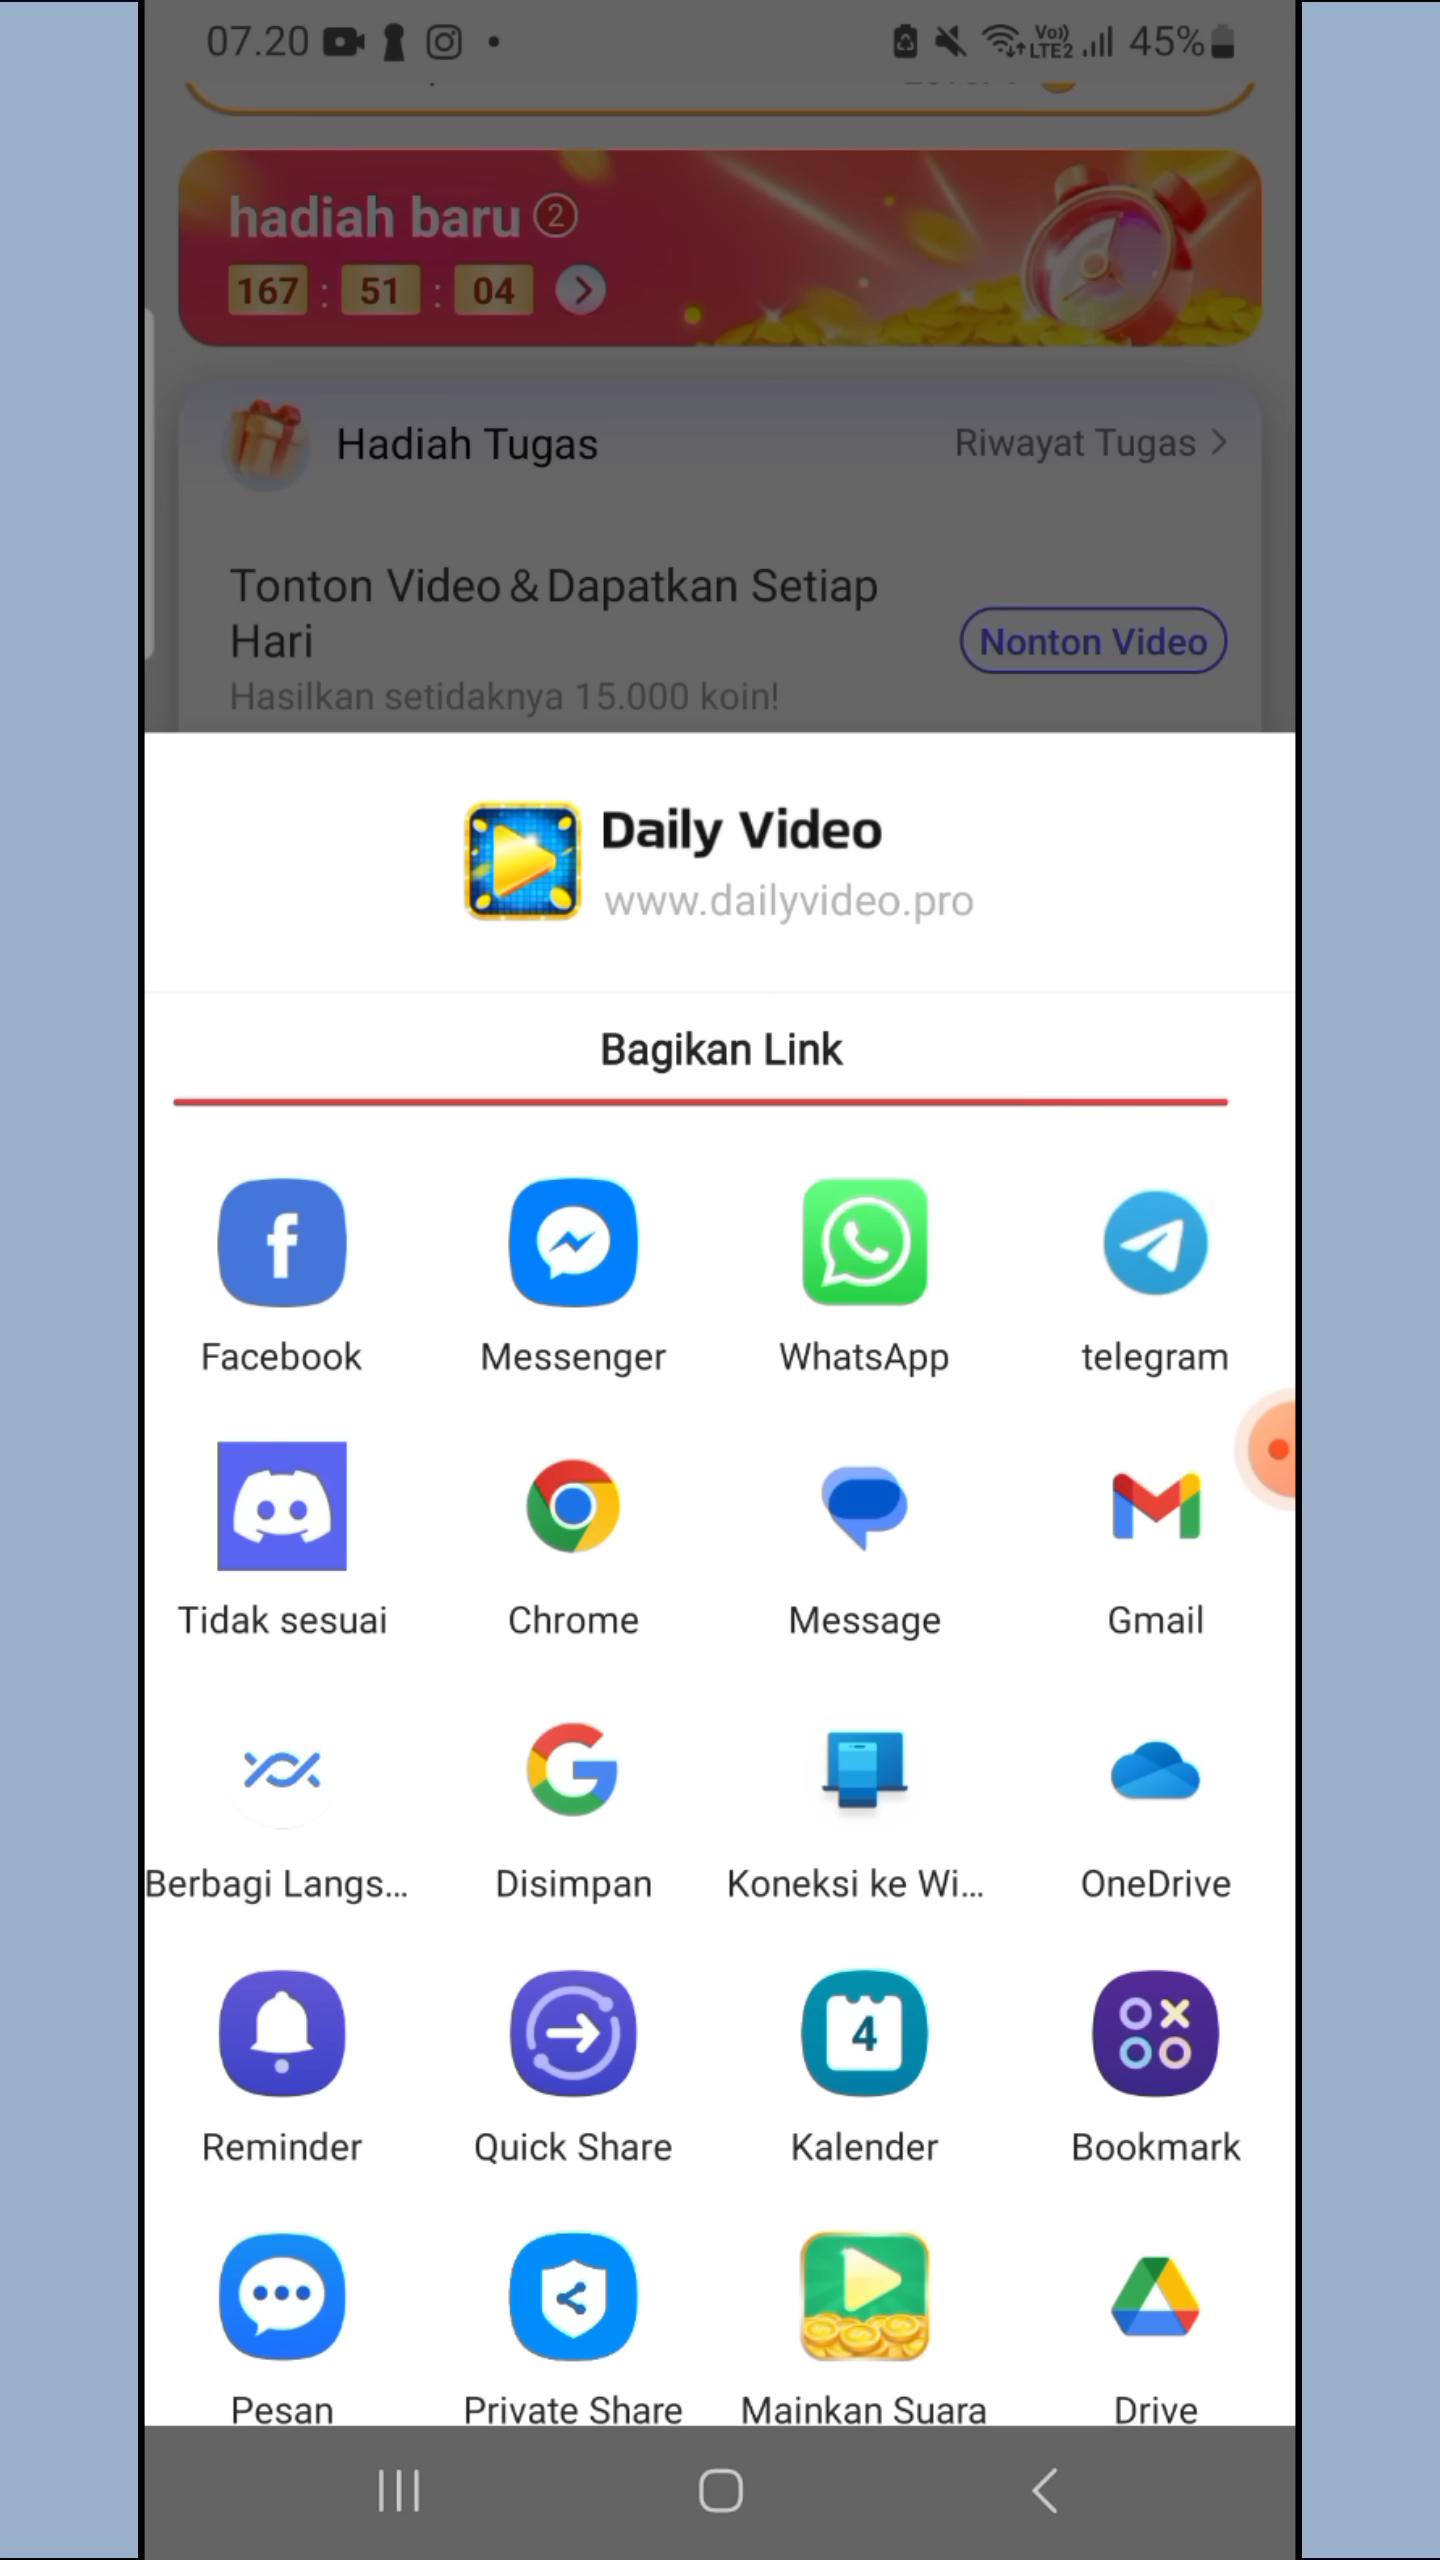 07.20 Vo)) LTE2 45%
hadiah baru 2
167 : 51 : 04
Hadiah Tugas Riwayat Tugas
Tonton Video & Dapatkan Setiap
Hari
Nonton Video
Hasilkan setidaknya 15.000 koin!
Daily Video
www.dailyvideo.pro
Bagikan Link
Facebook Messenger WhatsApp telegram
Tidak sesuai Chrome Message Gmail
Berbagi Langs... Disimpan Koneksi ke Wi... OneDrive
4
Reminder Quick Share Kalender Bookmark
Pesan Private Share Mainkan Suara Drive